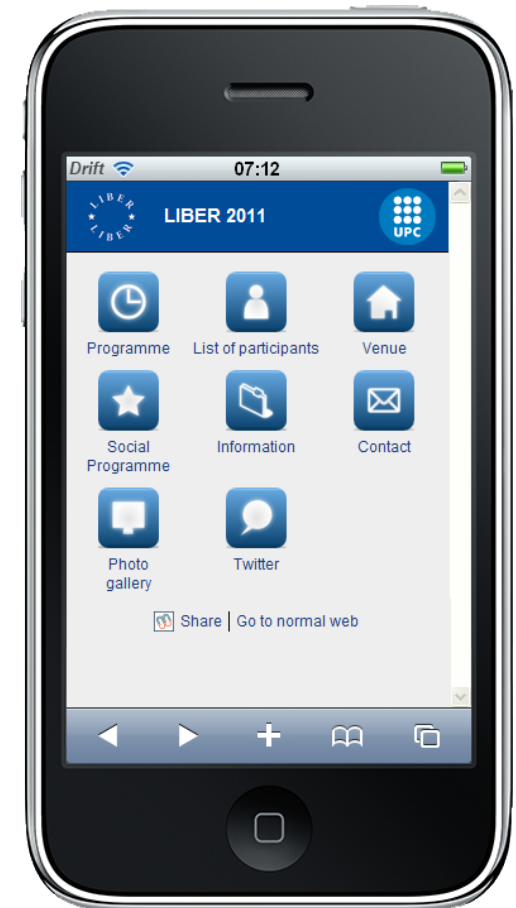 Drift 07:12
LIBER
LIBER
LIBER 2011
UPC
Programme List of participants Venue
Social
Programme
Information Contact
Photo
gallery
Twitter
Share | Go to normal web